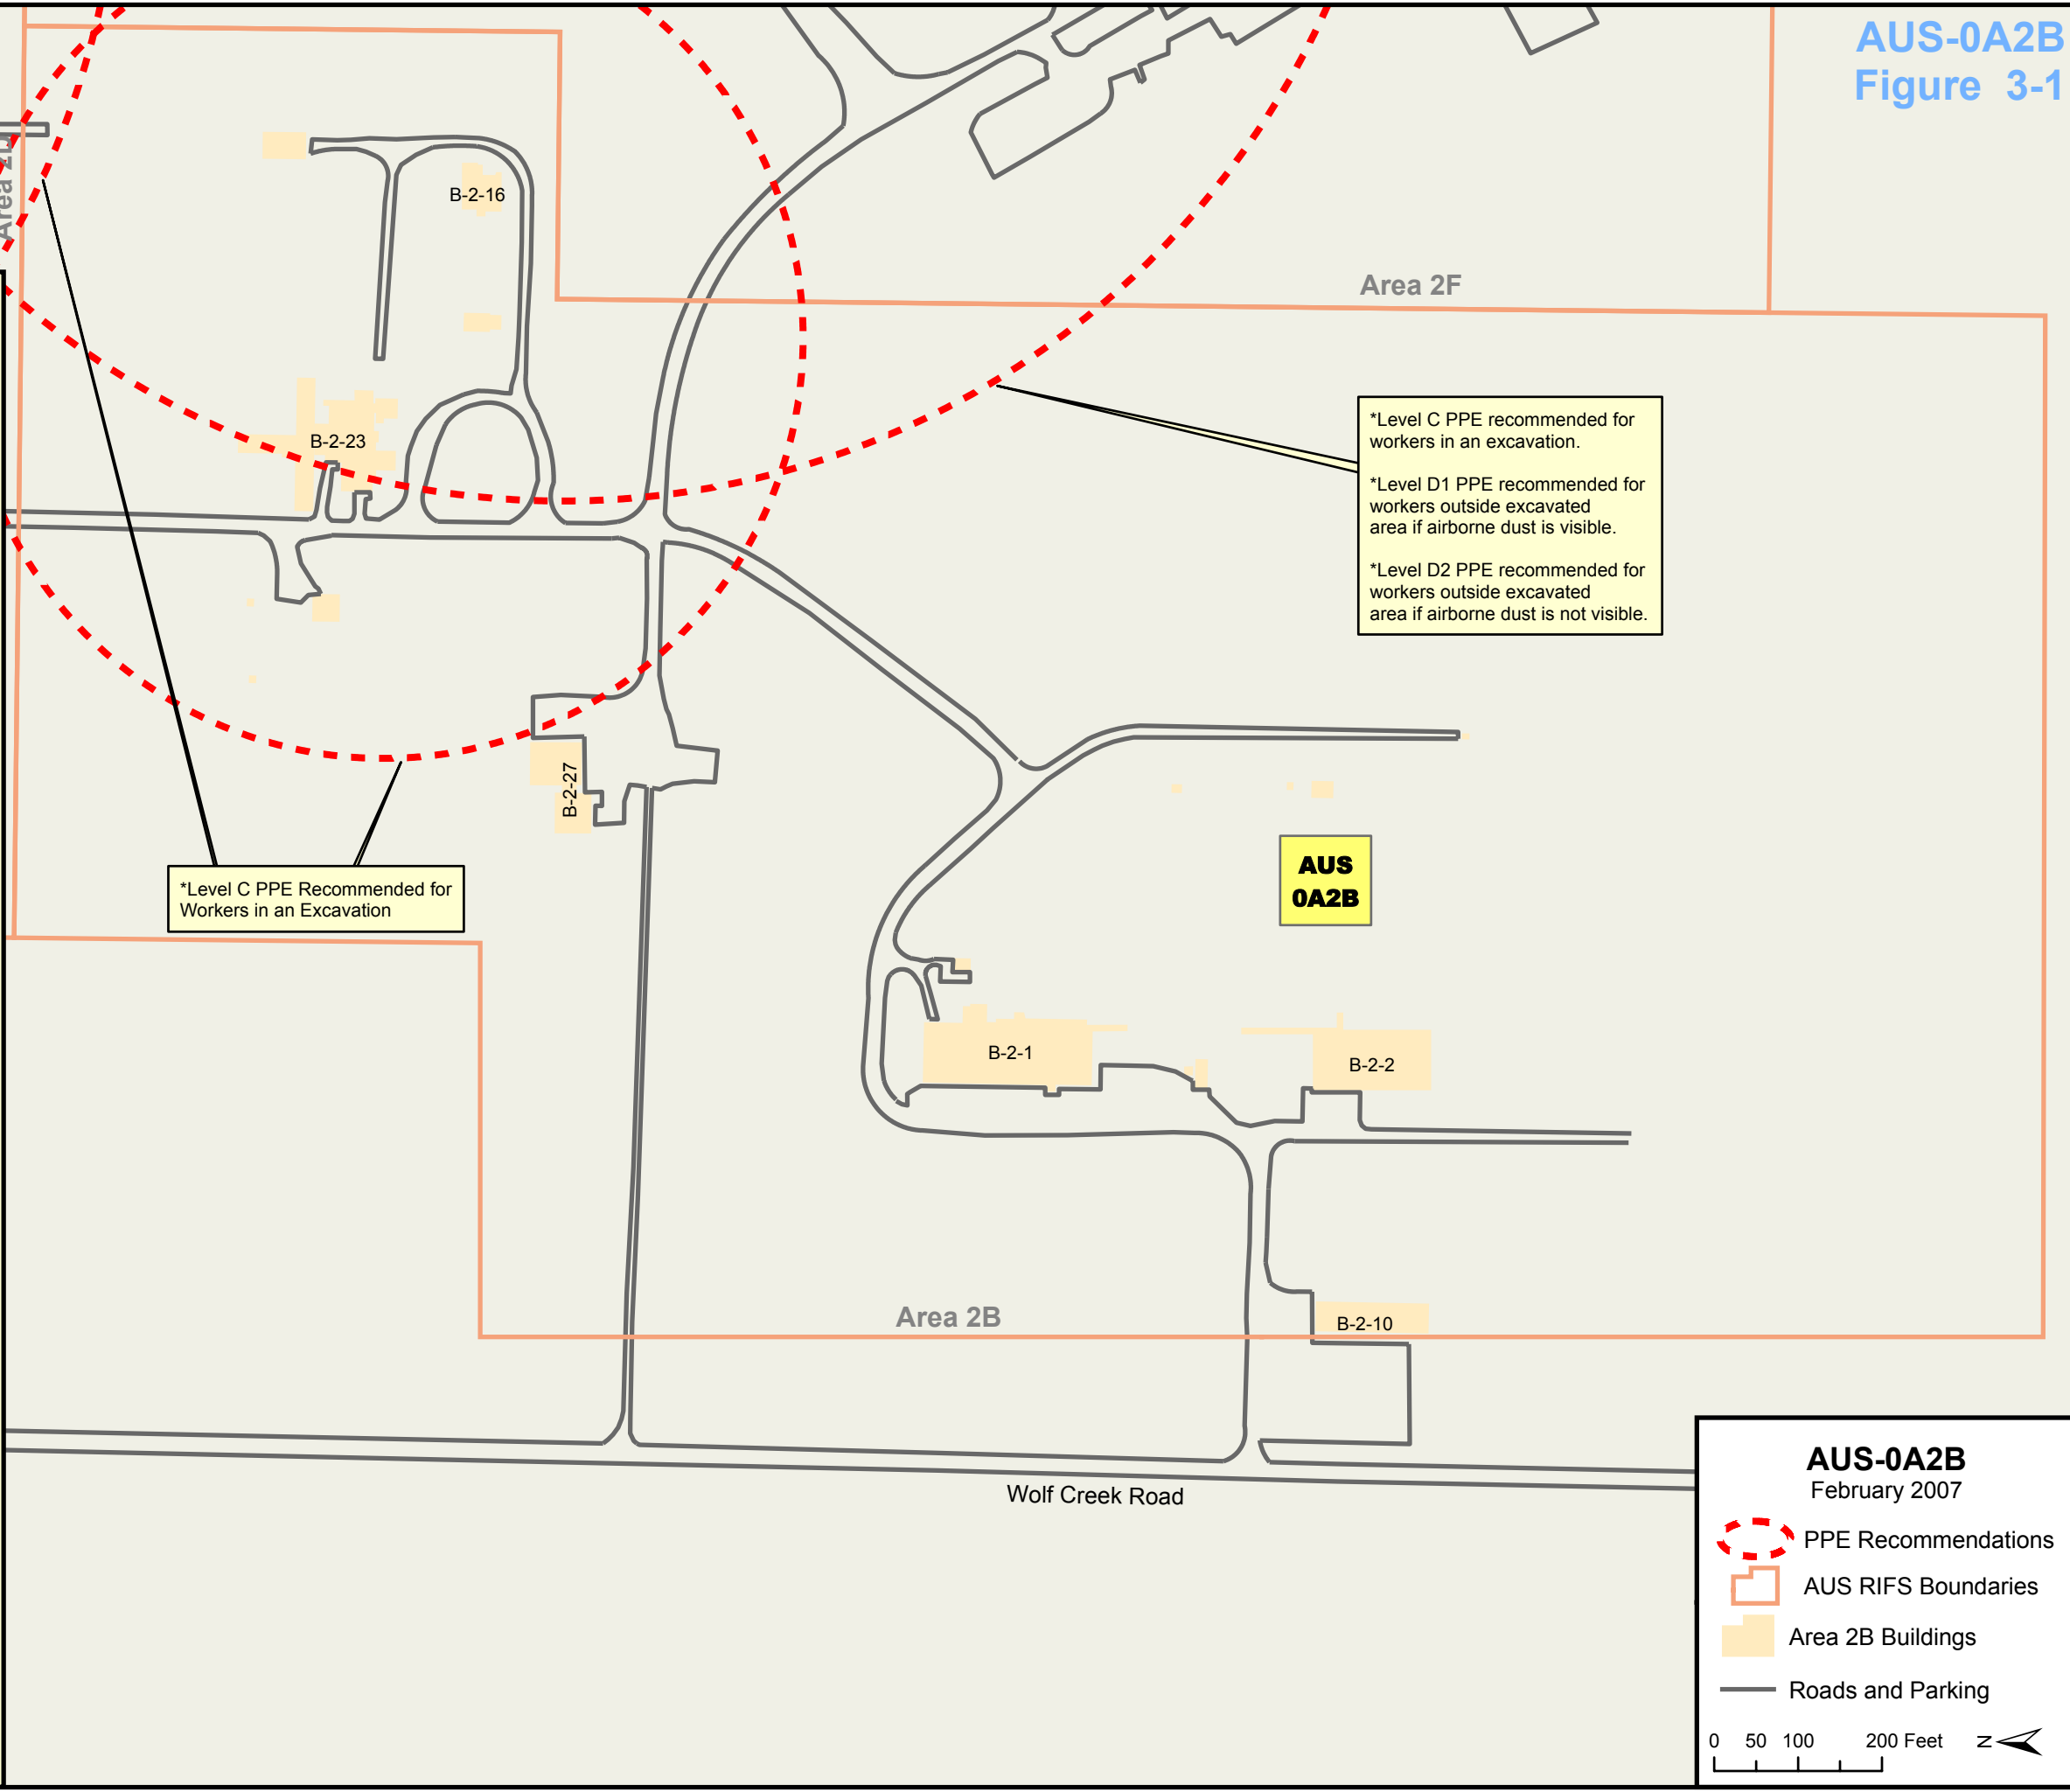 AUS-0A2B
Figure 3-1
Area 2D
B-2-16
Area 2F
B-2-23
*Level C PPE recommended for
workers in an excavation.
*Level D1 PPE recommended for
workers outside excavated
area if airborne dust is visible.
*Level D2 PPE recommended for
workers outside excavated
area if airborne dust is not visible.
B-2-27
*Level C PPE Recommended for
Workers in an Excavation
AUS
0A2B
B-2-1
B-2-2
Area 2B
B-2-10
Wolf Creek Road
AUS-0A2B
February 2007
PPE Recommendations
AUS RIFS Boundaries
Area 2B Buildings
Roads and Parking
0 50 100 200 Feet N